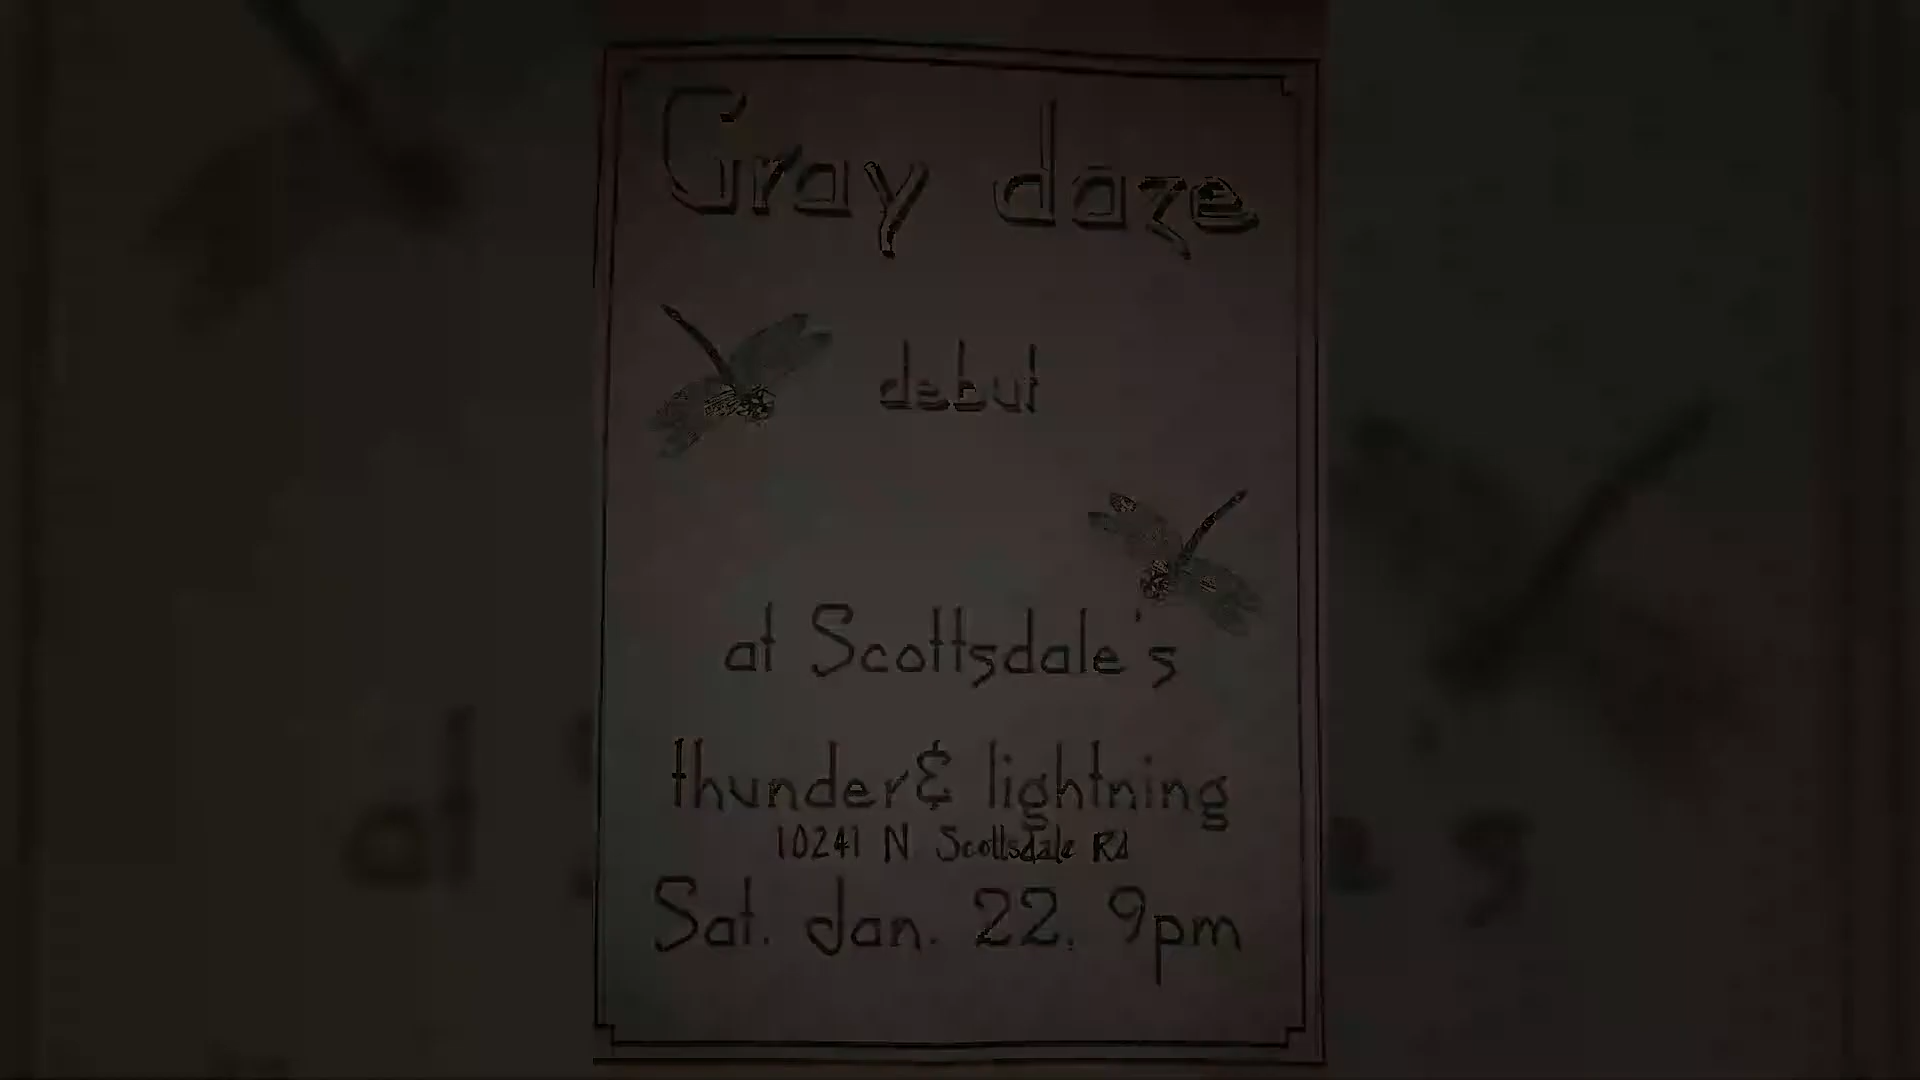 Gray daze
debut
at Scottsdale's
thunder & lightning
10241 N. Scottsdale Rd
Sat. Jan. 22. 9pm